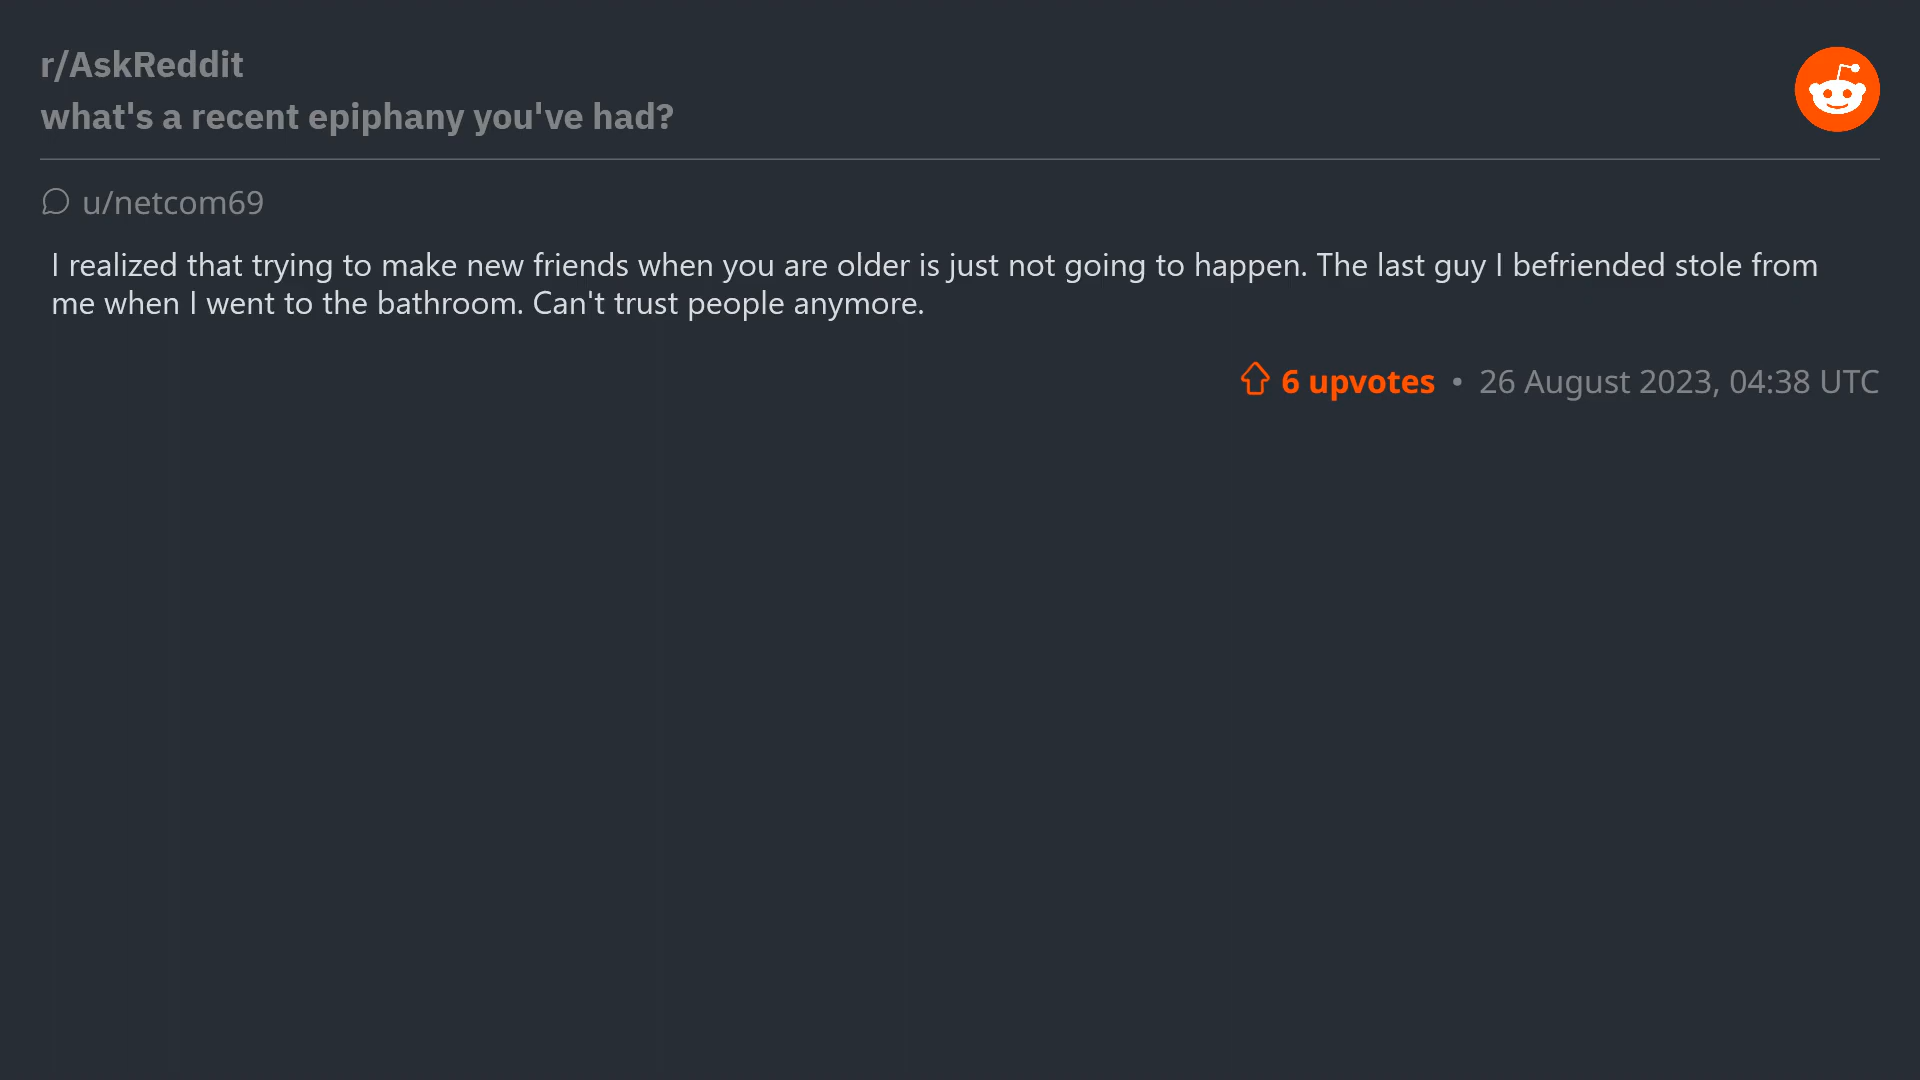 r/AskReddit
what's a recent epiphany you've had?
u/netcom69
I realized that trying to make new friends when you are older is just not going to happen. The last guy I befriended stole from
me when I went to the bathroom. Can't trust people anymore.
6 upvotes • 26 August 2023, 04:38 UTC